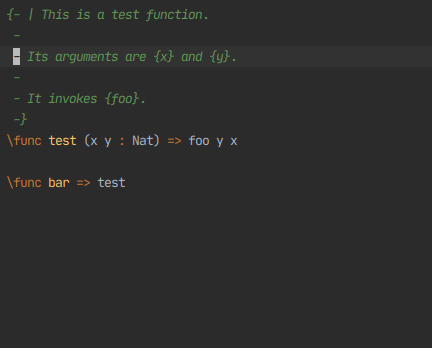 {- | This is a test function.
-
- Its arguments are {x} and {y}.
-
- It invokes {foo}.
-}
\func test (x y : Nat) => foo y x
\func bar => test